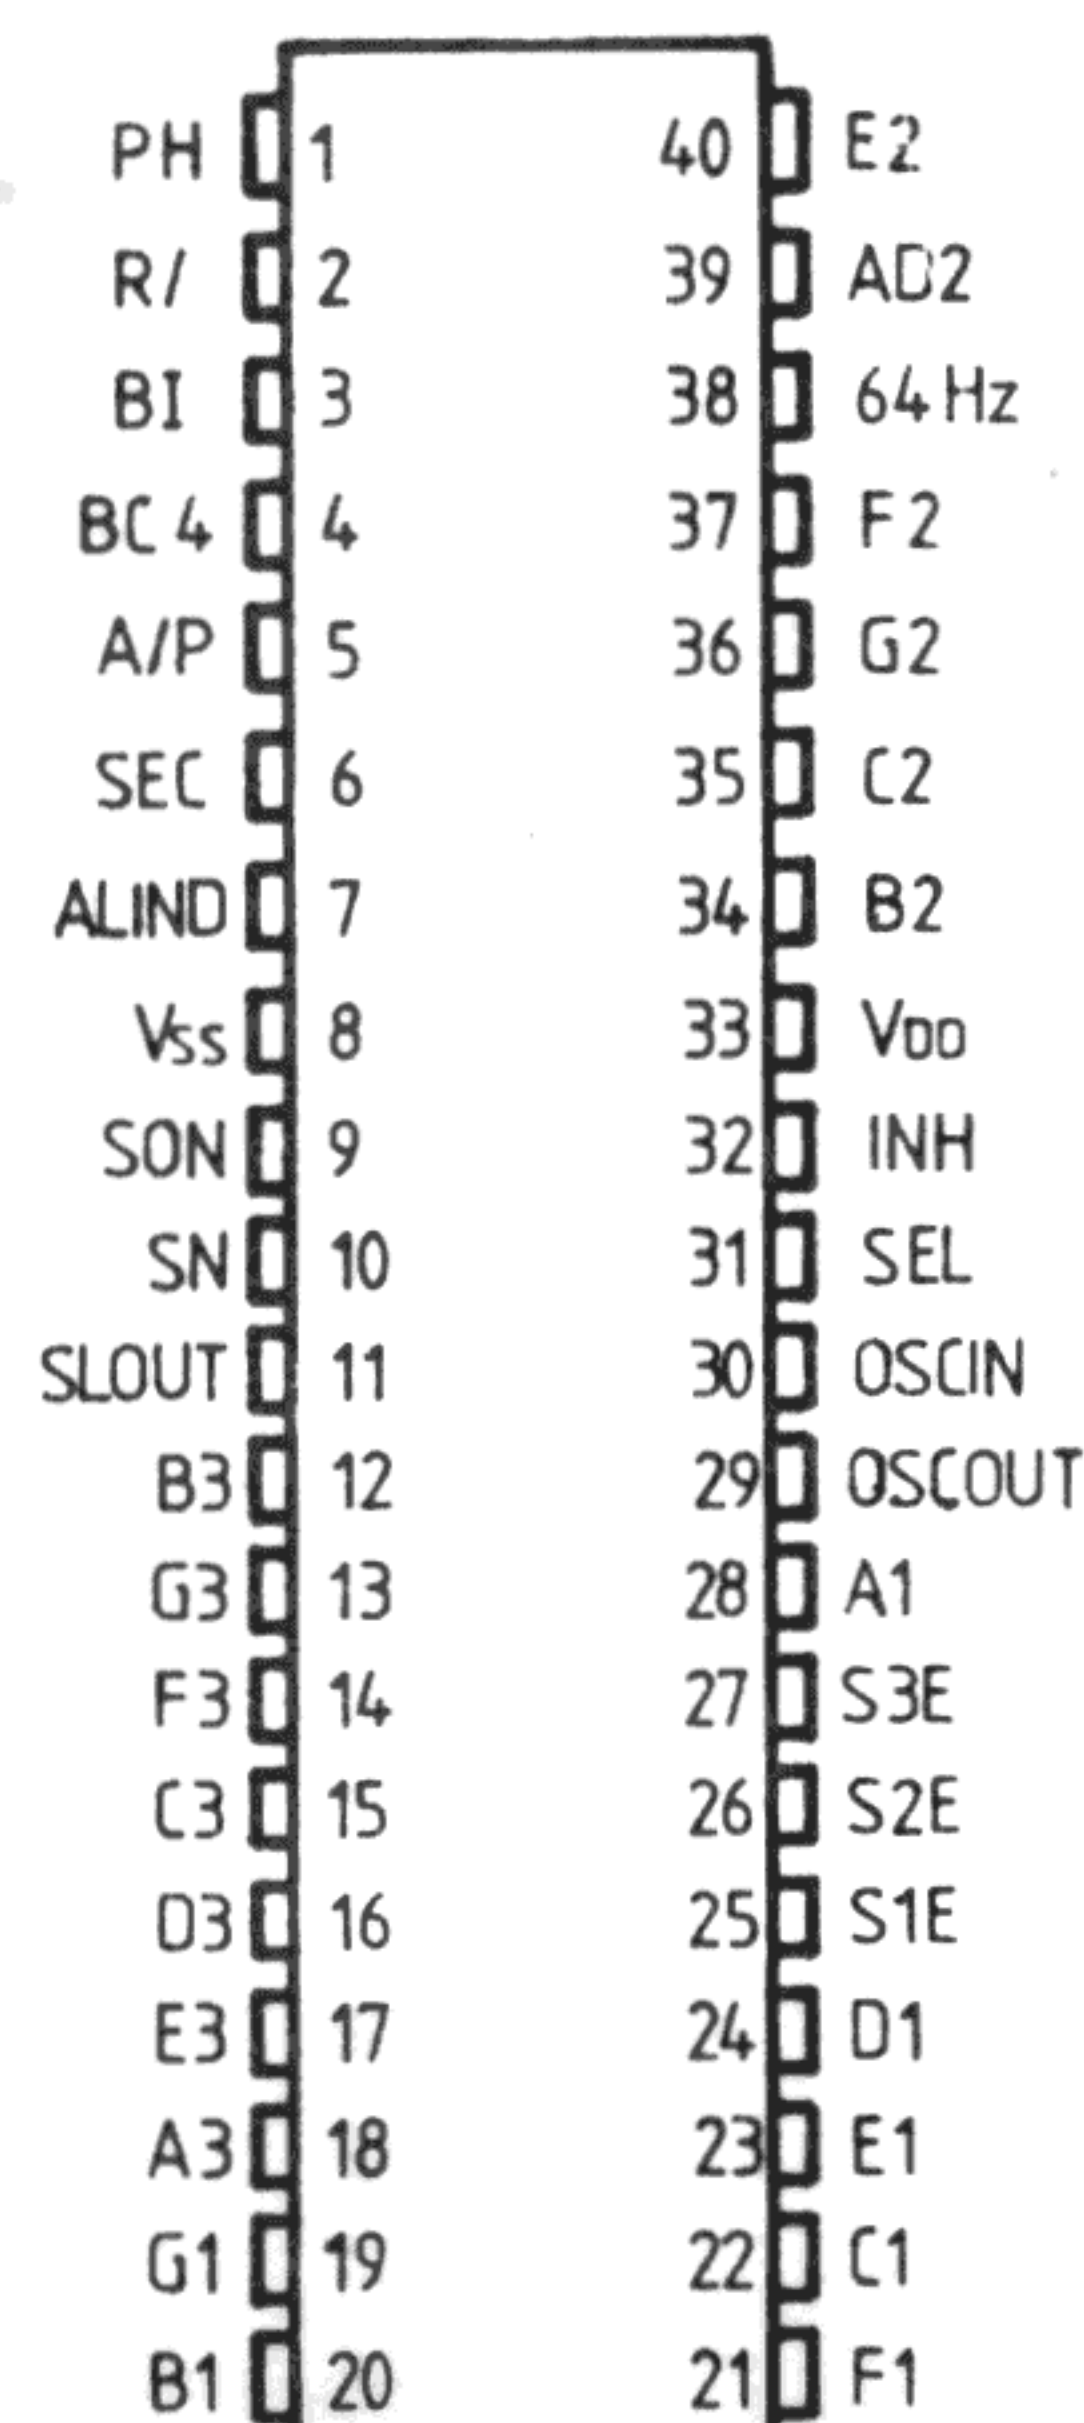 PH 1 40 E2
R/ 2 39 AD2
BI 3 38 64Hz
BC4 4 37 F2
A/P 5 36 G2
SEC 6 35 C2
ALIND 7 34 B2
Vss 8 33 VDD
SON 9 32 INH
SN 10 31 SEL
SLOUT 11 30 OSCIN
B3 12 29 OSCOUT
G3 13 28 A1
F3 14 27 S3E
C3 15 26 S2E
D3 16 25 S1E
E3 17 24 D1
A3 18 23 E1
G1 19 22 C1
B1 20 21 F1